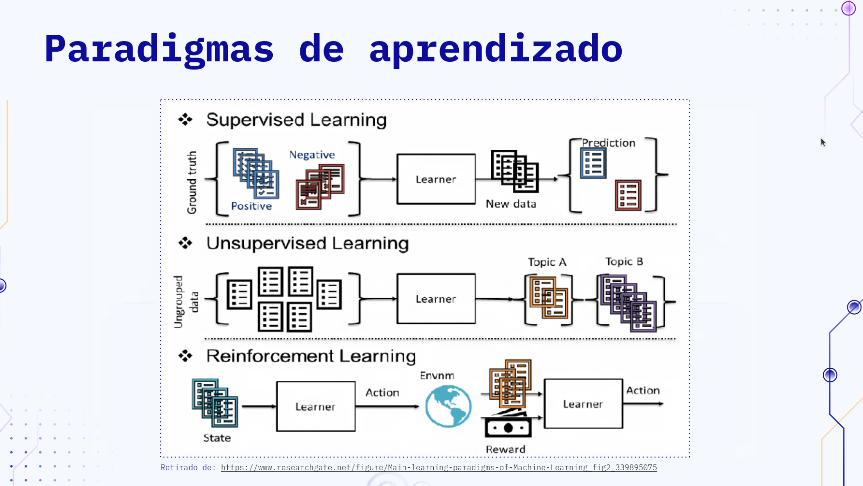 Paradigmas de aprendizado
❖ Supervised Learning
Ground truth
Negative
Positive
Learner
New data
Prediction
❖ Unsupervised Learning
Ungrouped
data
Learner
Topic A
Topic B
❖ Reinforcement Learning
State
Learner
Action
Envnm
Reward
Learner
Action
Retirado de: https://www.researchgate.net/figure/Main-learning-paradigms-of-Machine-Learning_fig2_339895075